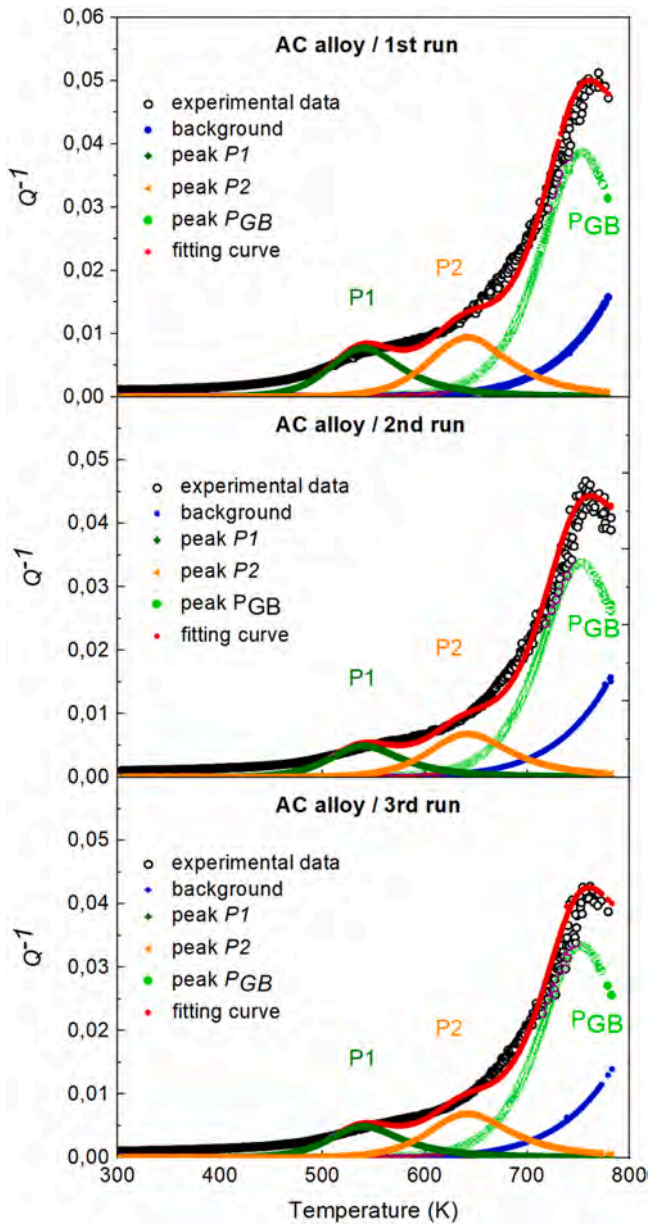 0,06
AC alloy / 1st run
0,05
experimental data
background
0,04
peak P1
peak P2
Q-1
0,03
peak PGB
PGB
fitting curve
P2
0,02
P1
0,01
0,00
AC alloy / 2nd run
0,05
experimental data
background
0,04
peak P1
peak P2
Q-1
0,03
peak PGB
PGB
fitting curve
P2
0,02
P1
0,01
0,00
AC alloy / 3rd run
0,05
experimental data
background
0,04
peak P1
peak P2
Q-1
0,03
peak PGB
PGB
fitting curve
P2
0,02
P1
0,01
0,00
300 400 500 600 700 800
Temperature (K)